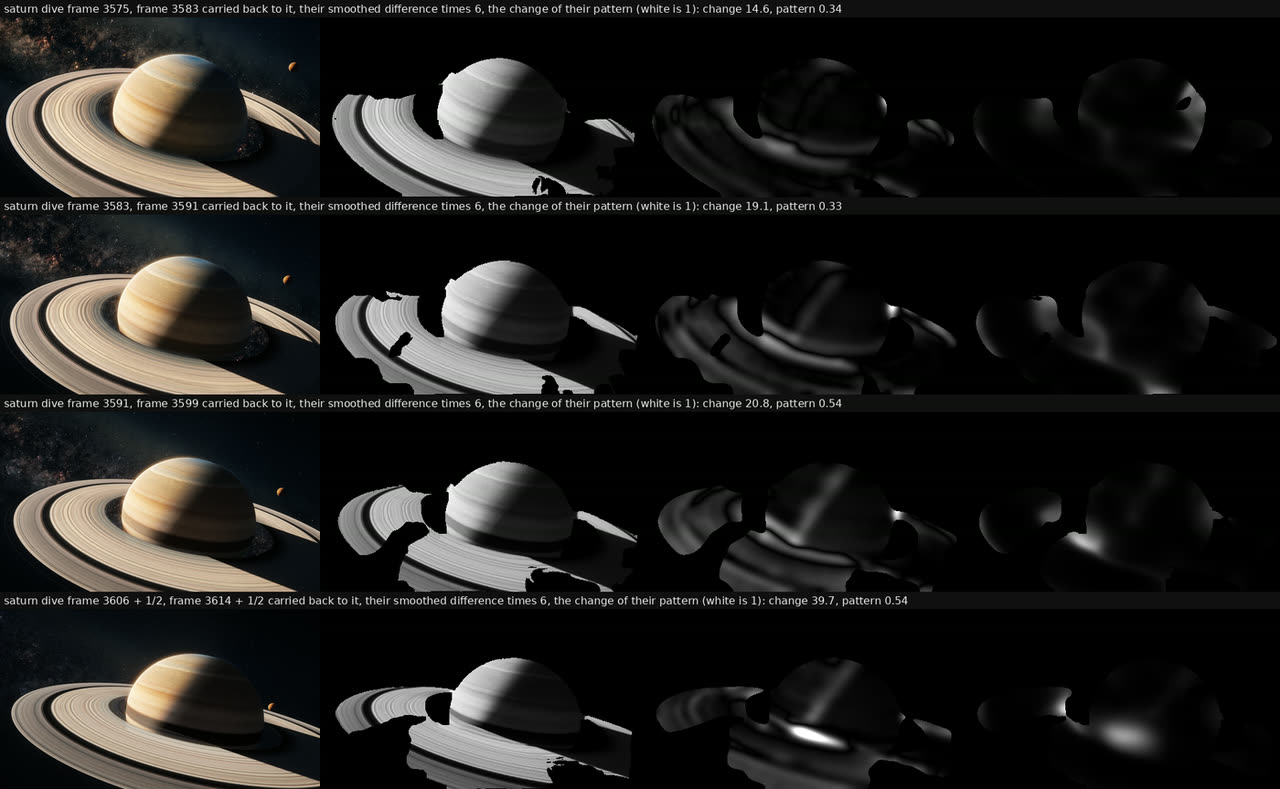 saturn dive frame 3575, frame 3583 carried back to it, their smoothed difference times 6, the change of their pattern (white is 1): change 14.6, pattern 0.34
saturn dive frame 3583, frame 3591 carried back to it, their smoothed difference times 6, the change of their pattern (white is 1): change 19.1, pattern 0.33
saturn dive frame 3591, frame 3599 carried back to it, their smoothed difference times 6, the change of their pattern (white is 1): change 20.8, pattern 0.54
saturn dive frame 3606 + 1/2, frame 3614 + 1/2 carried back to it, their smoothed difference times 6, the change of their pattern (white is 1): change 39.7, pattern 0.54